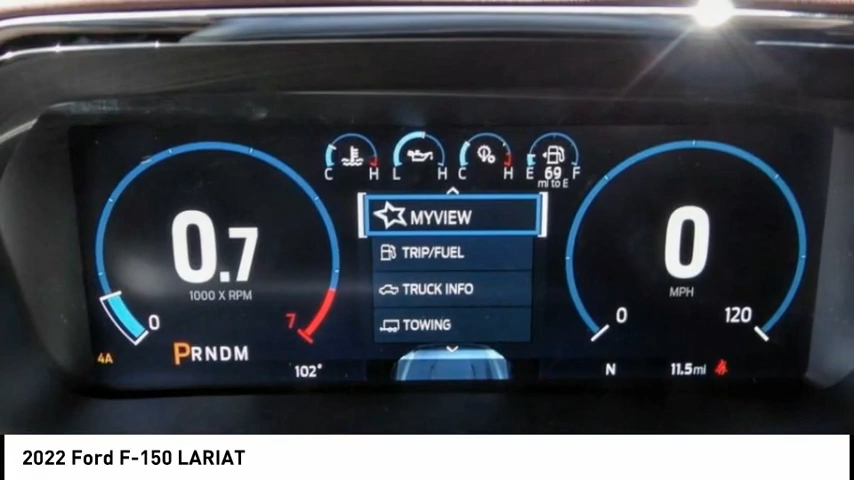 C H L H C H E 69 F
mi to E
0.7
1000 X RPM
0
7
4A
PRNDM
102°
MYVIEW
TRIP/FUEL
TRUCK INFO
TOWING
0
MPH
0
120
N
11.5mi
2022 Ford F-150 LARIAT